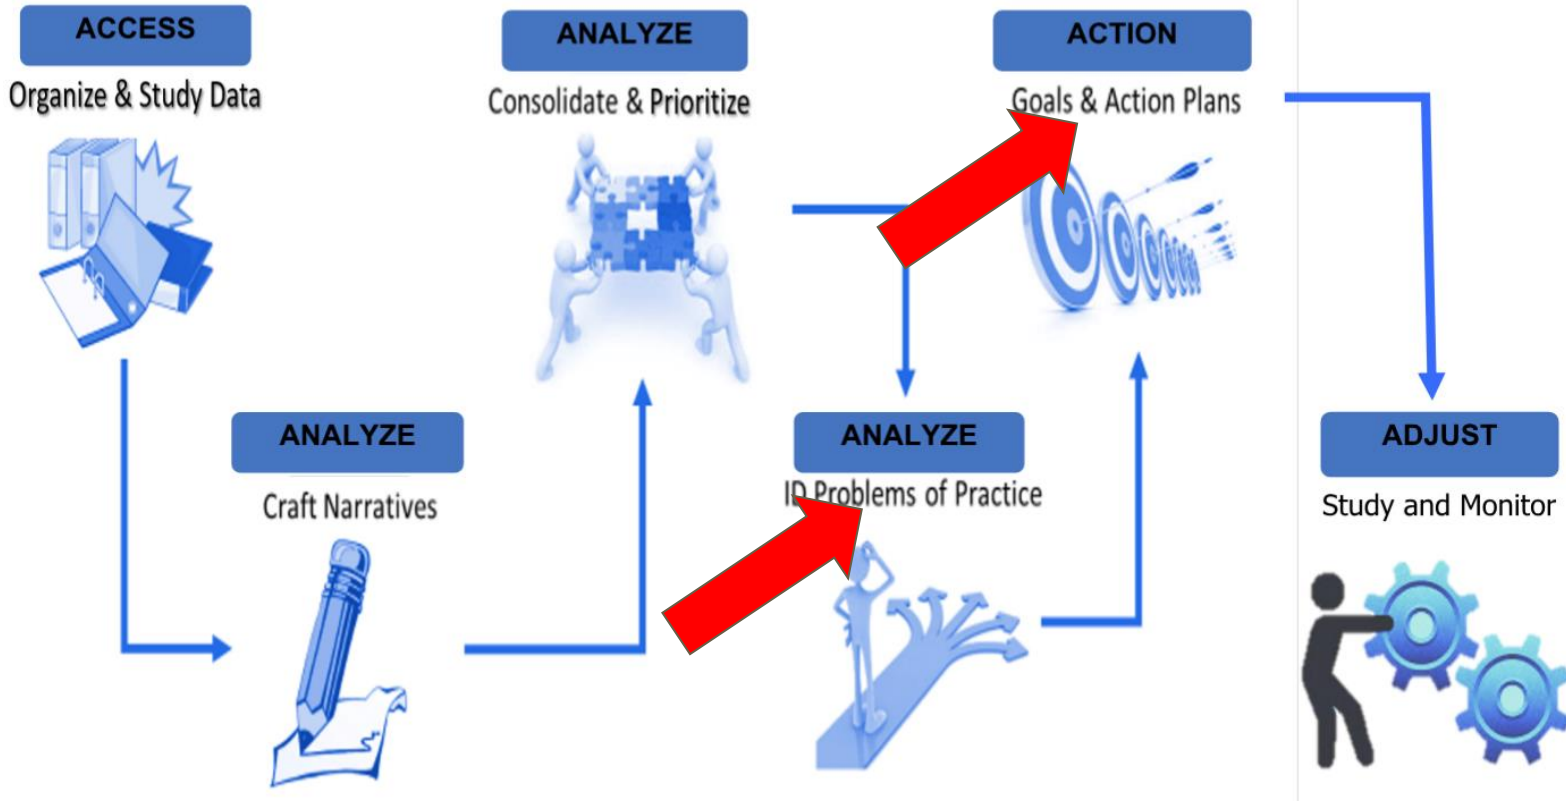 ACCESS
Organize & Study Data
ANALYZE
Craft Narratives
ANALYZE
Consolidate & Prioritize
ANALYZE
ID Problems of Practice
ACTION
Goals & Action Plans
ADJUST
Study and Monitor